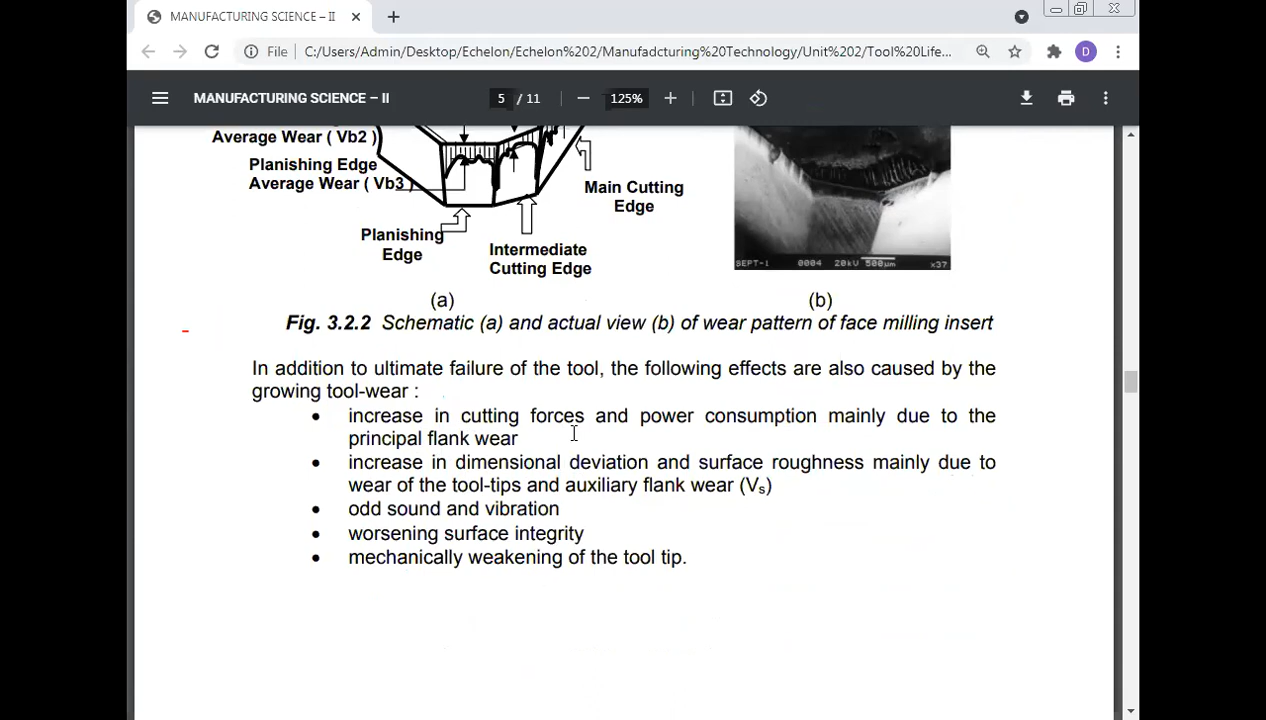 MANUFACTURING SCIENCE – II
File C:/Users/Admin/Desktop/Echelon/Echelon%202/Manufadcturing%20Technology/Unit%202/Tool%20Life...
D
MANUFACTURING SCIENCE – II
5 / 11
125%
Average Wear ( Vb2 )
Planishing Edge
Average Wear ( Vb3 )
Main Cutting
Edge
Planishing
Edge
Intermediate
Cutting Edge
SEPT-1 0004 20kV 500µm x37
(a)
(b)
Fig. 3.2.2 Schematic (a) and actual view (b) of wear pattern of face milling insert
In addition to ultimate failure of the tool, the following effects are also caused by the
growing tool-wear :
• increase in cutting forces and power consumption mainly due to the
principal flank wear
• increase in dimensional deviation and surface roughness mainly due to
wear of the tool-tips and auxiliary flank wear (Vs)
• odd sound and vibration
• worsening surface integrity
• mechanically weakening of the tool tip.